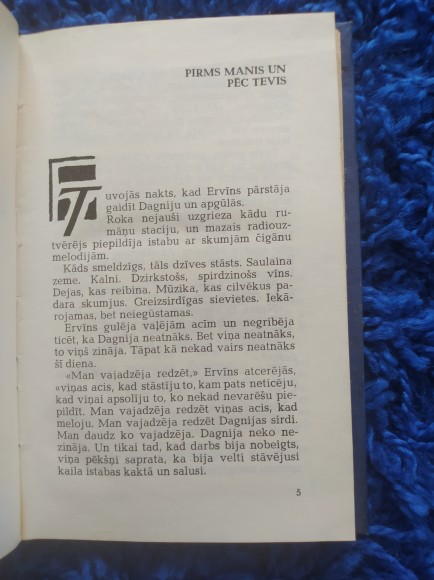 PIRMS MANIS UN
PĒC TEVIS
Tuvojās nakts, kad Ervīns pārstāja
gaidīt Dagniju un apgūlās.
Roka nejauši uzgrieza kādu ru-
māņu staciju, un mazais radiouz-
tvērējs piepildīja istabu ar skumjām čigānu
melodijām.
Kāds smeldzīgs, tāls dzīves stāsts. Saulaina
zeme. Kalni. Dzirkstošs, spirdzinošs vīns.
Dejas, kas reibina. Mūzika, kas cilvēkus pa-
dara skumjus. Greizsirdīgas sievietes. Iekā-
rojamas, bet neiegūstamas.
Ervīns gulēja vaļējām acīm un negribēja
ticēt, ka Dagnija neatnāks. Bet viņa neatnāks,
to viņš zināja. Tāpat kā nekad vairs neatnāks
šī diena.
«Man vajadzēja redzēt,» Ervīns atcerējās,
«viņas acis, kad stāstīju to, kam pats neticēju,
kad viņai apsolīju to, ko nekad nevarēšu pie-
pildīt. Man vajadzēja redzēt viņas acis, kad
meloju. Man vajadzēja redzēt Dagnijas sirdi.
Man daudz ko vajadzēja. Dagnija neko ne-
zināja. Un tikai tad, kad darbs bija nobeigts,
viņa pēkšņi saprata, ka bija velti stāvējusi
kaila istabas kaktā un salusi.
5